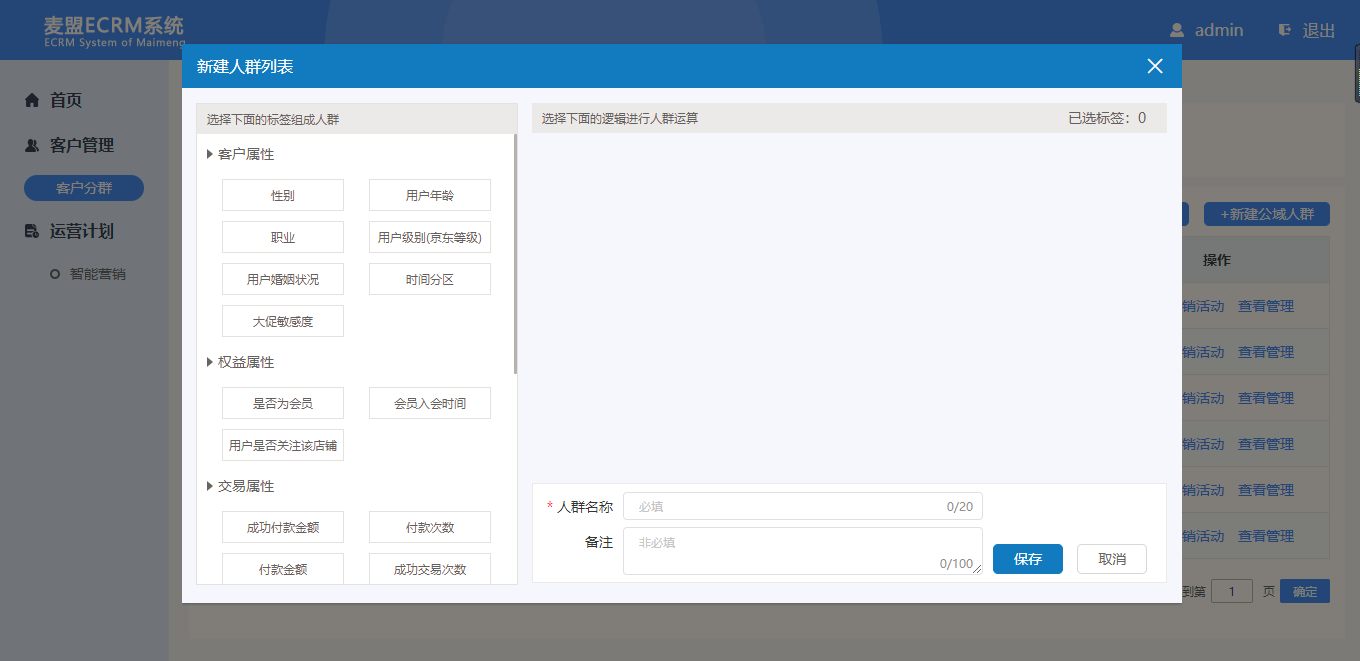 麦盟ECRM系统
ECRM System of Maimeng
admin
退出
首页
客户管理
客户分群
运营计划
智能营销
新建人群列表
选择下面的标签组成人群
客户属性
性别
用户年龄
职业
用户级别(京东等级)
用户婚姻状况
时间分区
大促敏感度
权益属性
是否为会员
会员入会时间
用户是否关注该店铺
交易属性
成功付款金额
付款次数
付款金额
成功交易次数
选择下面的逻辑进行人群运算
已选标签：0
* 人群名称
必填
0/20
备注
非必填
0/100
保存
取消
+新建公域人群
操作
销活动 查看管理
销活动 查看管理
销活动 查看管理
销活动 查看管理
销活动 查看管理
销活动 查看管理
到第 1 页 确定